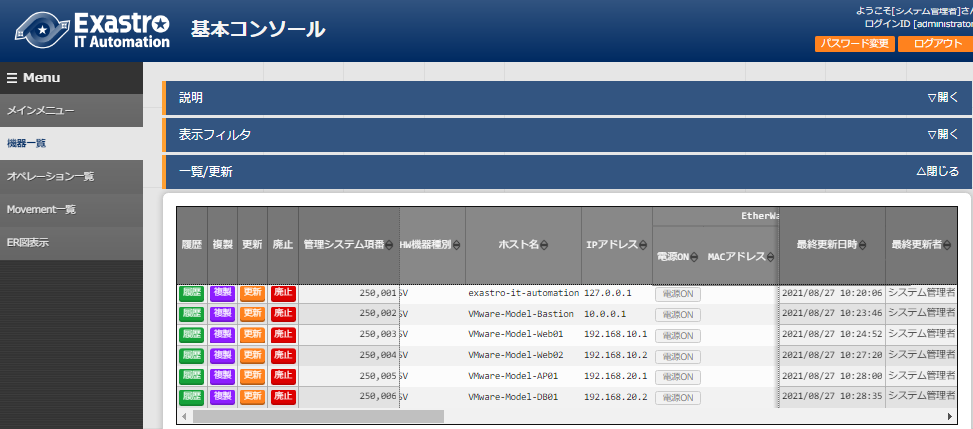 Exastro
IT Automation
基本コンソール
ようこそ[システム管理者]さん
ログインID [administrator
パスワード変更 ログアウト
Menu
メインメニュー
機器一覧
オペレーション一覧
Movement一覧
ER図表示
説明 ▽開く
表示フィルタ ▽開く
一覧/更新 △閉じる
EtherWa
履歴 複製 更新 廃止 管理システム項番 HW機器種別 ホスト名 IPアドレス 電源ON MACアドレス 最終更新日時 最終更新者
履歴 複製 更新 廃止 250,001 SV exastro-it-automation 127.0.0.1 電源ON 2021/08/27 10:20:06 システム管理者
履歴 複製 更新 廃止 250,002 SV VMware-Model-Bastion 10.0.0.1 電源ON 2021/08/27 10:23:46 システム管理者
履歴 複製 更新 廃止 250,003 SV VMware-Model-Web01 192.168.10.1 電源ON 2021/08/27 10:24:52 システム管理者
履歴 複製 更新 廃止 250,004 SV VMware-Model-Web02 192.168.10.2 電源ON 2021/08/27 10:27:20 システム管理者
履歴 複製 更新 廃止 250,005 SV VMware-Model-AP01 192.168.20.1 電源ON 2021/08/27 10:28:00 システム管理者
履歴 複製 更新 廃止 250,006 SV VMware-Model-DB01 192.168.20.2 電源ON 2021/08/27 10:28:35 システム管理者